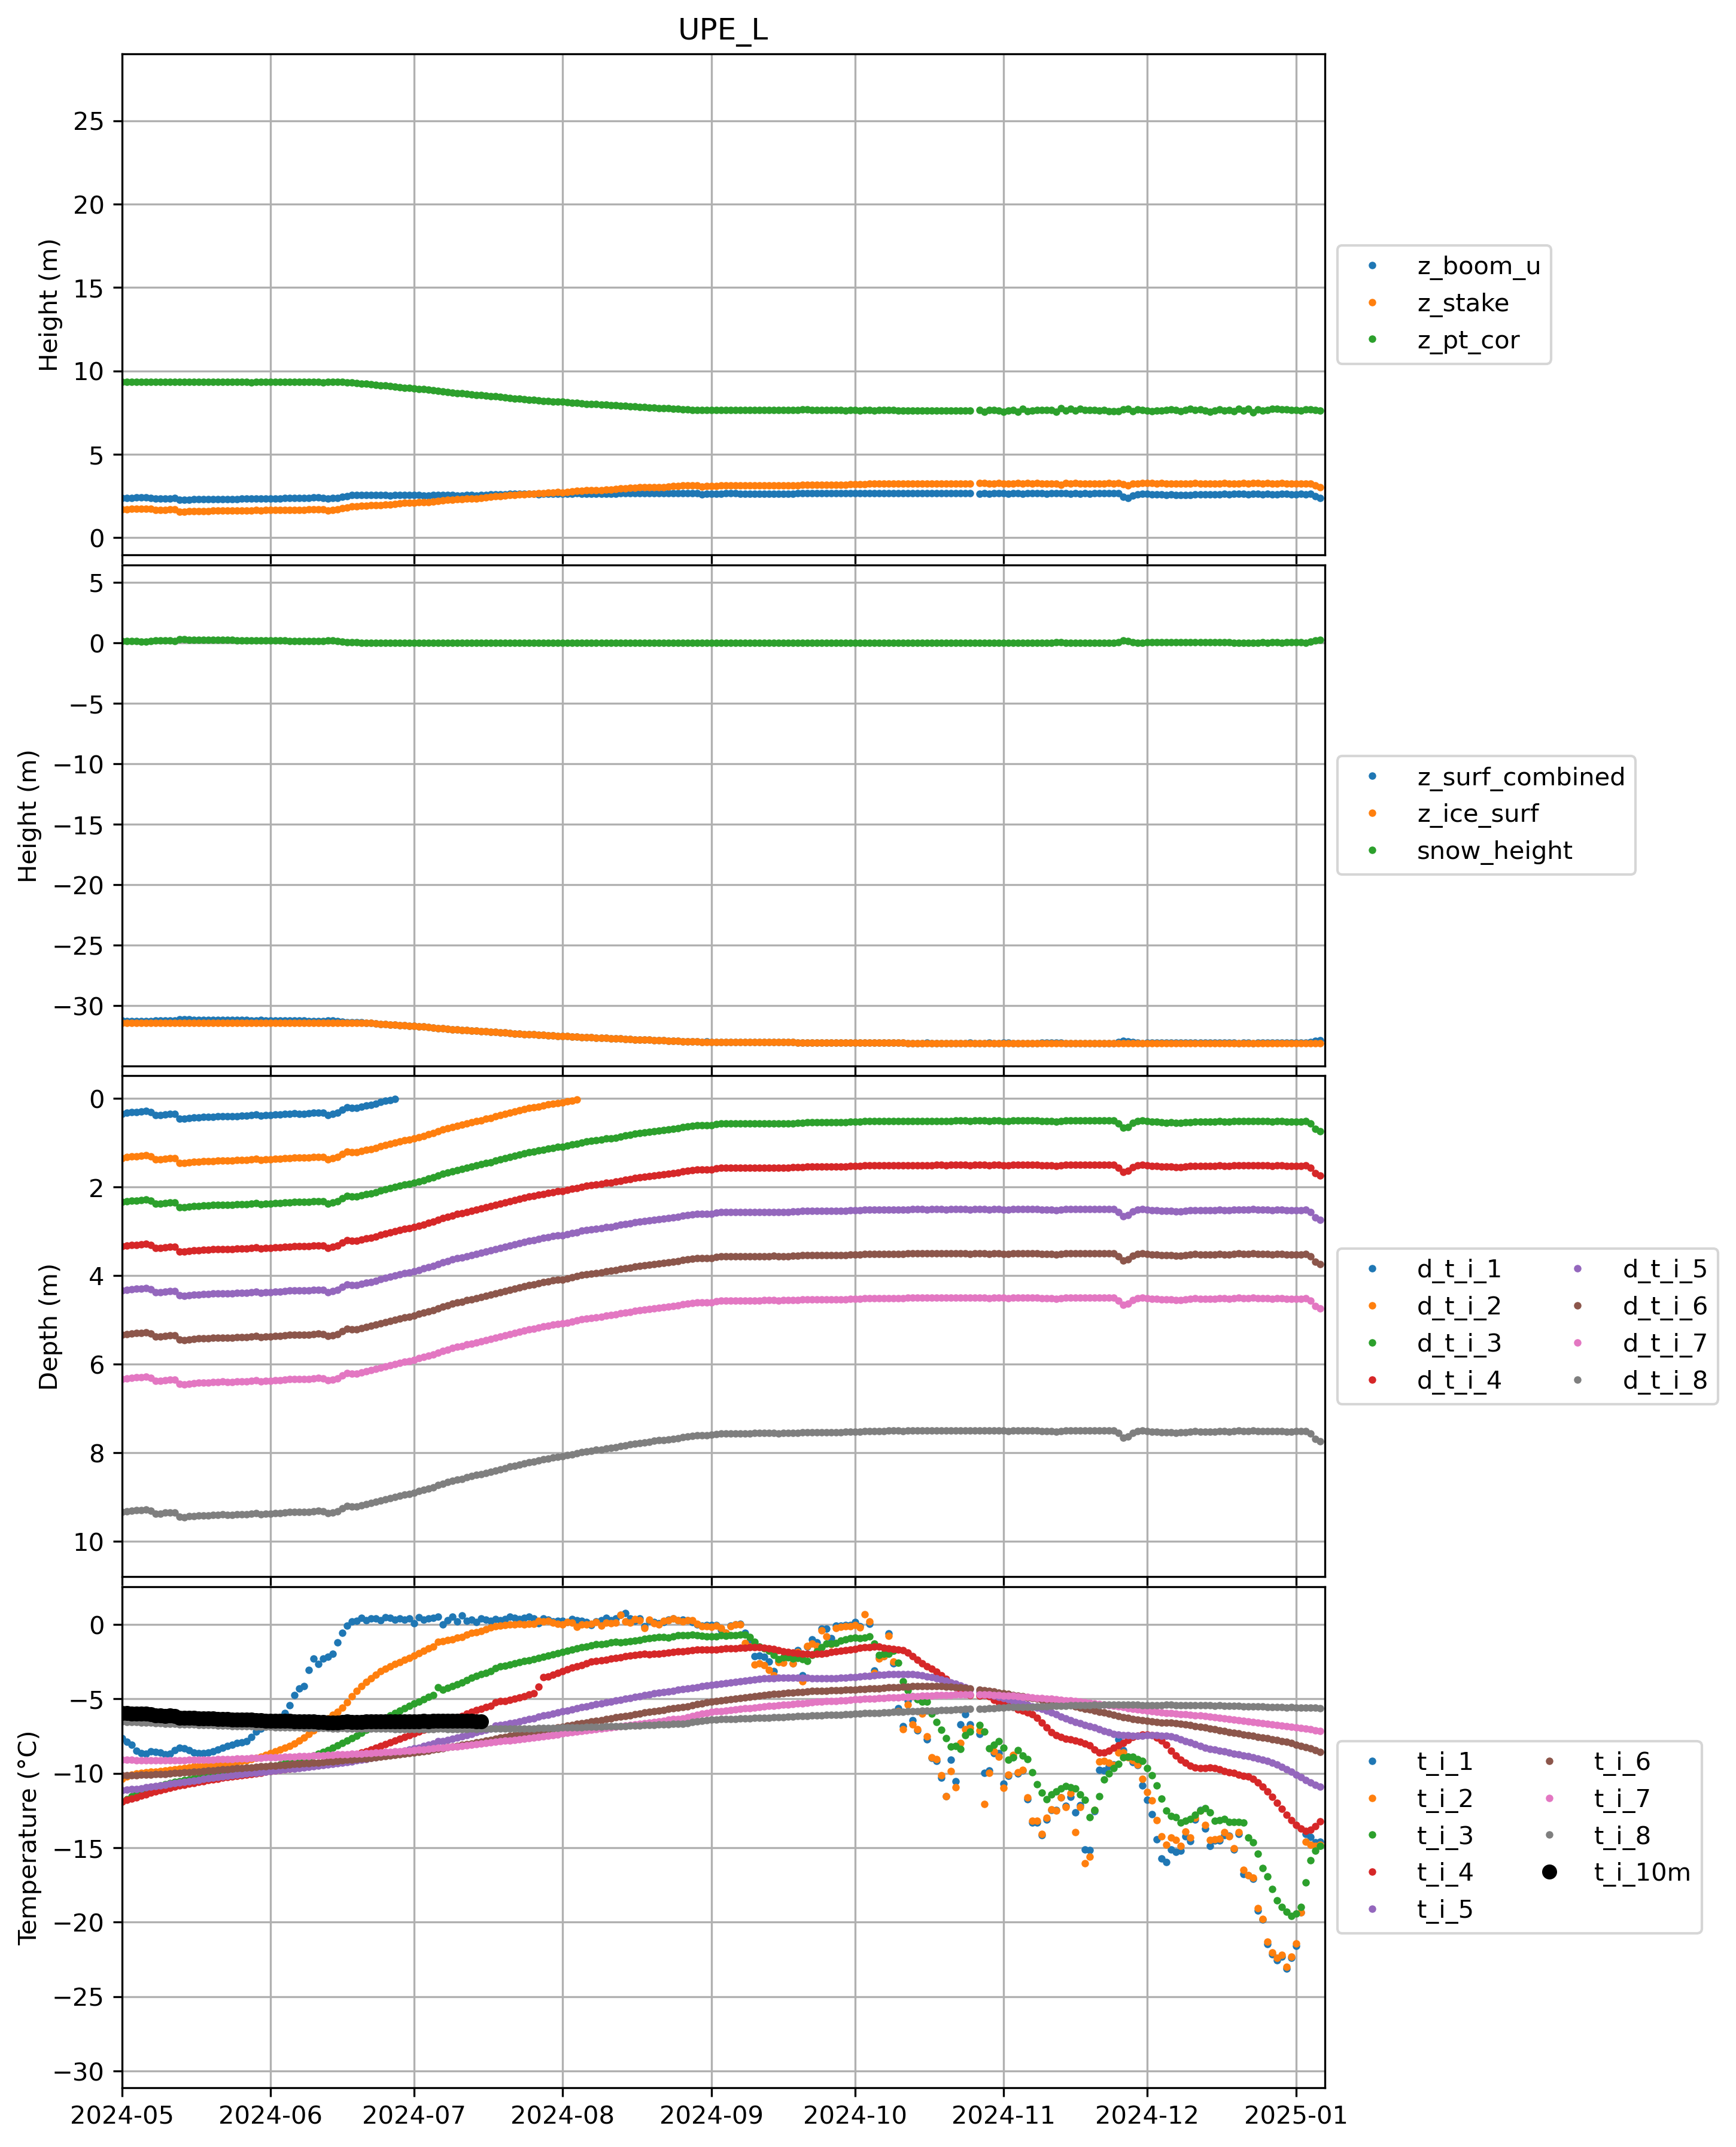 UPE_L
Height (m)
25
20
15
10
5
0
z_boom_u
z_stake
z_pt_cor
Height (m)
5
0
−5
−10
−15
−20
−25
−30
z_surf_combined
z_ice_surf
snow_height
Depth (m)
0
2
4
6
8
10
d_t_i_1 d_t_i_5
d_t_i_2 d_t_i_6
d_t_i_3 d_t_i_7
d_t_i_4 d_t_i_8
Temperature (°C)
0
−5
−10
−15
−20
−25
−30
t_i_1 t_i_6
t_i_2 t_i_7
t_i_3 t_i_8
t_i_4 t_i_10m
t_i_5
2024-05 2024-06 2024-07 2024-08 2024-09 2024-10 2024-11 2024-12 2025-01